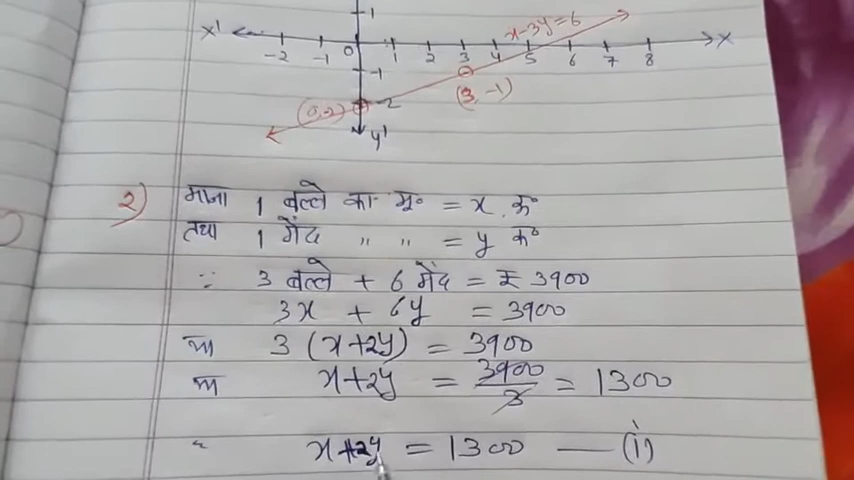 1
x-3y=6
X' -2 -1 0 1 2 3 4 5 6 7 8 X
-1
(3, -1)
(0,-2) -2
y'
2) माना 1 बल्ले का मू० = x रु०
तथा 1 गेंद " " = y रु०
∵ 3 बल्ले + 6 गेंद = ₹ 3900
3x + 6y = 3900
या 3 (x+2y) = 3900
या x+2y = 3900/3 = 1300
" x+2y = 1300 — (i)